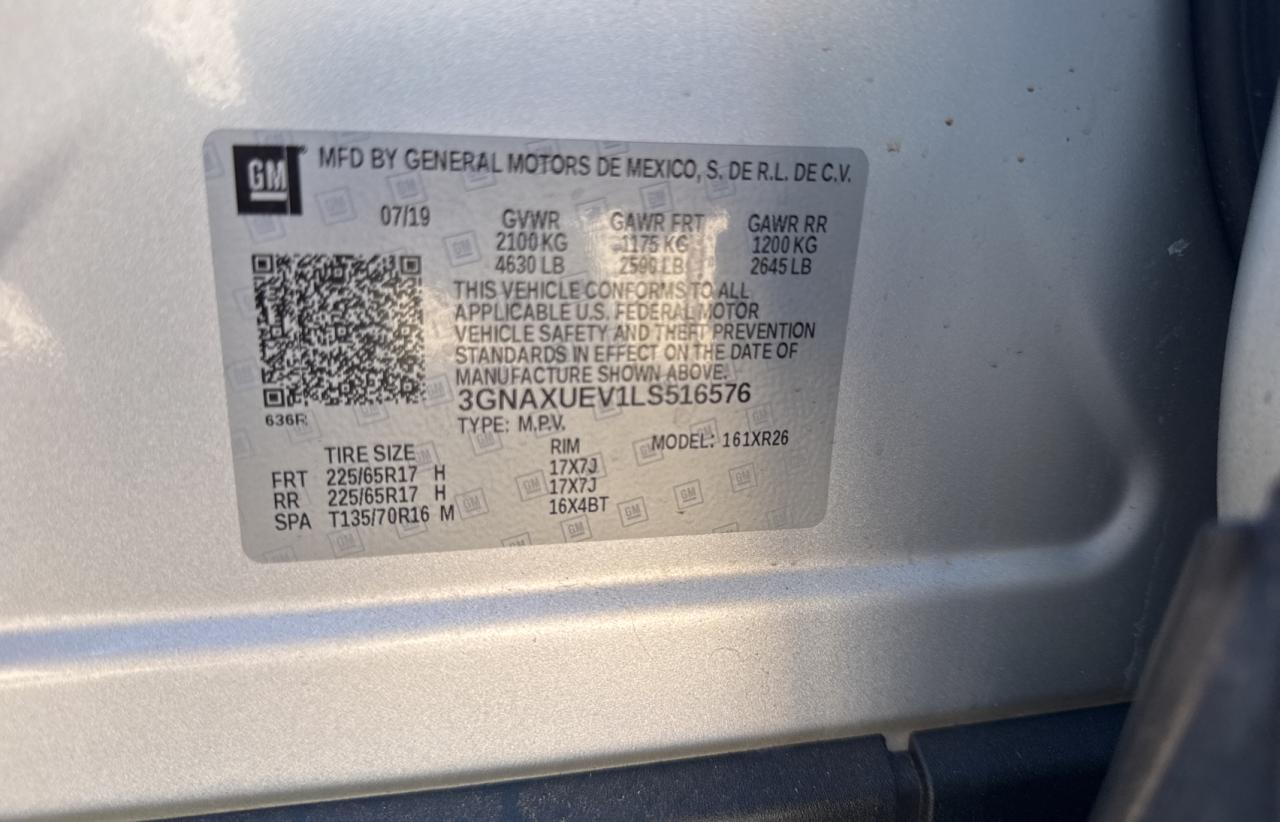 GM MFD BY GENERAL MOTORS DE MEXICO, S. DE R.L. DE C.V.
07/19 GVWR GAWR FRT GAWR RR
2100 KG 1175 KG 1200 KG
4630 LB 2590 LB 2645 LB
THIS VEHICLE CONFORMS TO ALL
APPLICABLE U.S. FEDERAL MOTOR
VEHICLE SAFETY AND THEFT PREVENTION
STANDARDS IN EFFECT ON THE DATE OF
MANUFACTURE SHOWN ABOVE.
3GNAXUEV1LS516576
636R
TYPE: M.P.V.
MODEL: 161XR26
TIRE SIZE RIM
FRT 225/65R17 H 17X7J
RR 225/65R17 H 17X7J
SPA T135/70R16 M 16X4BT